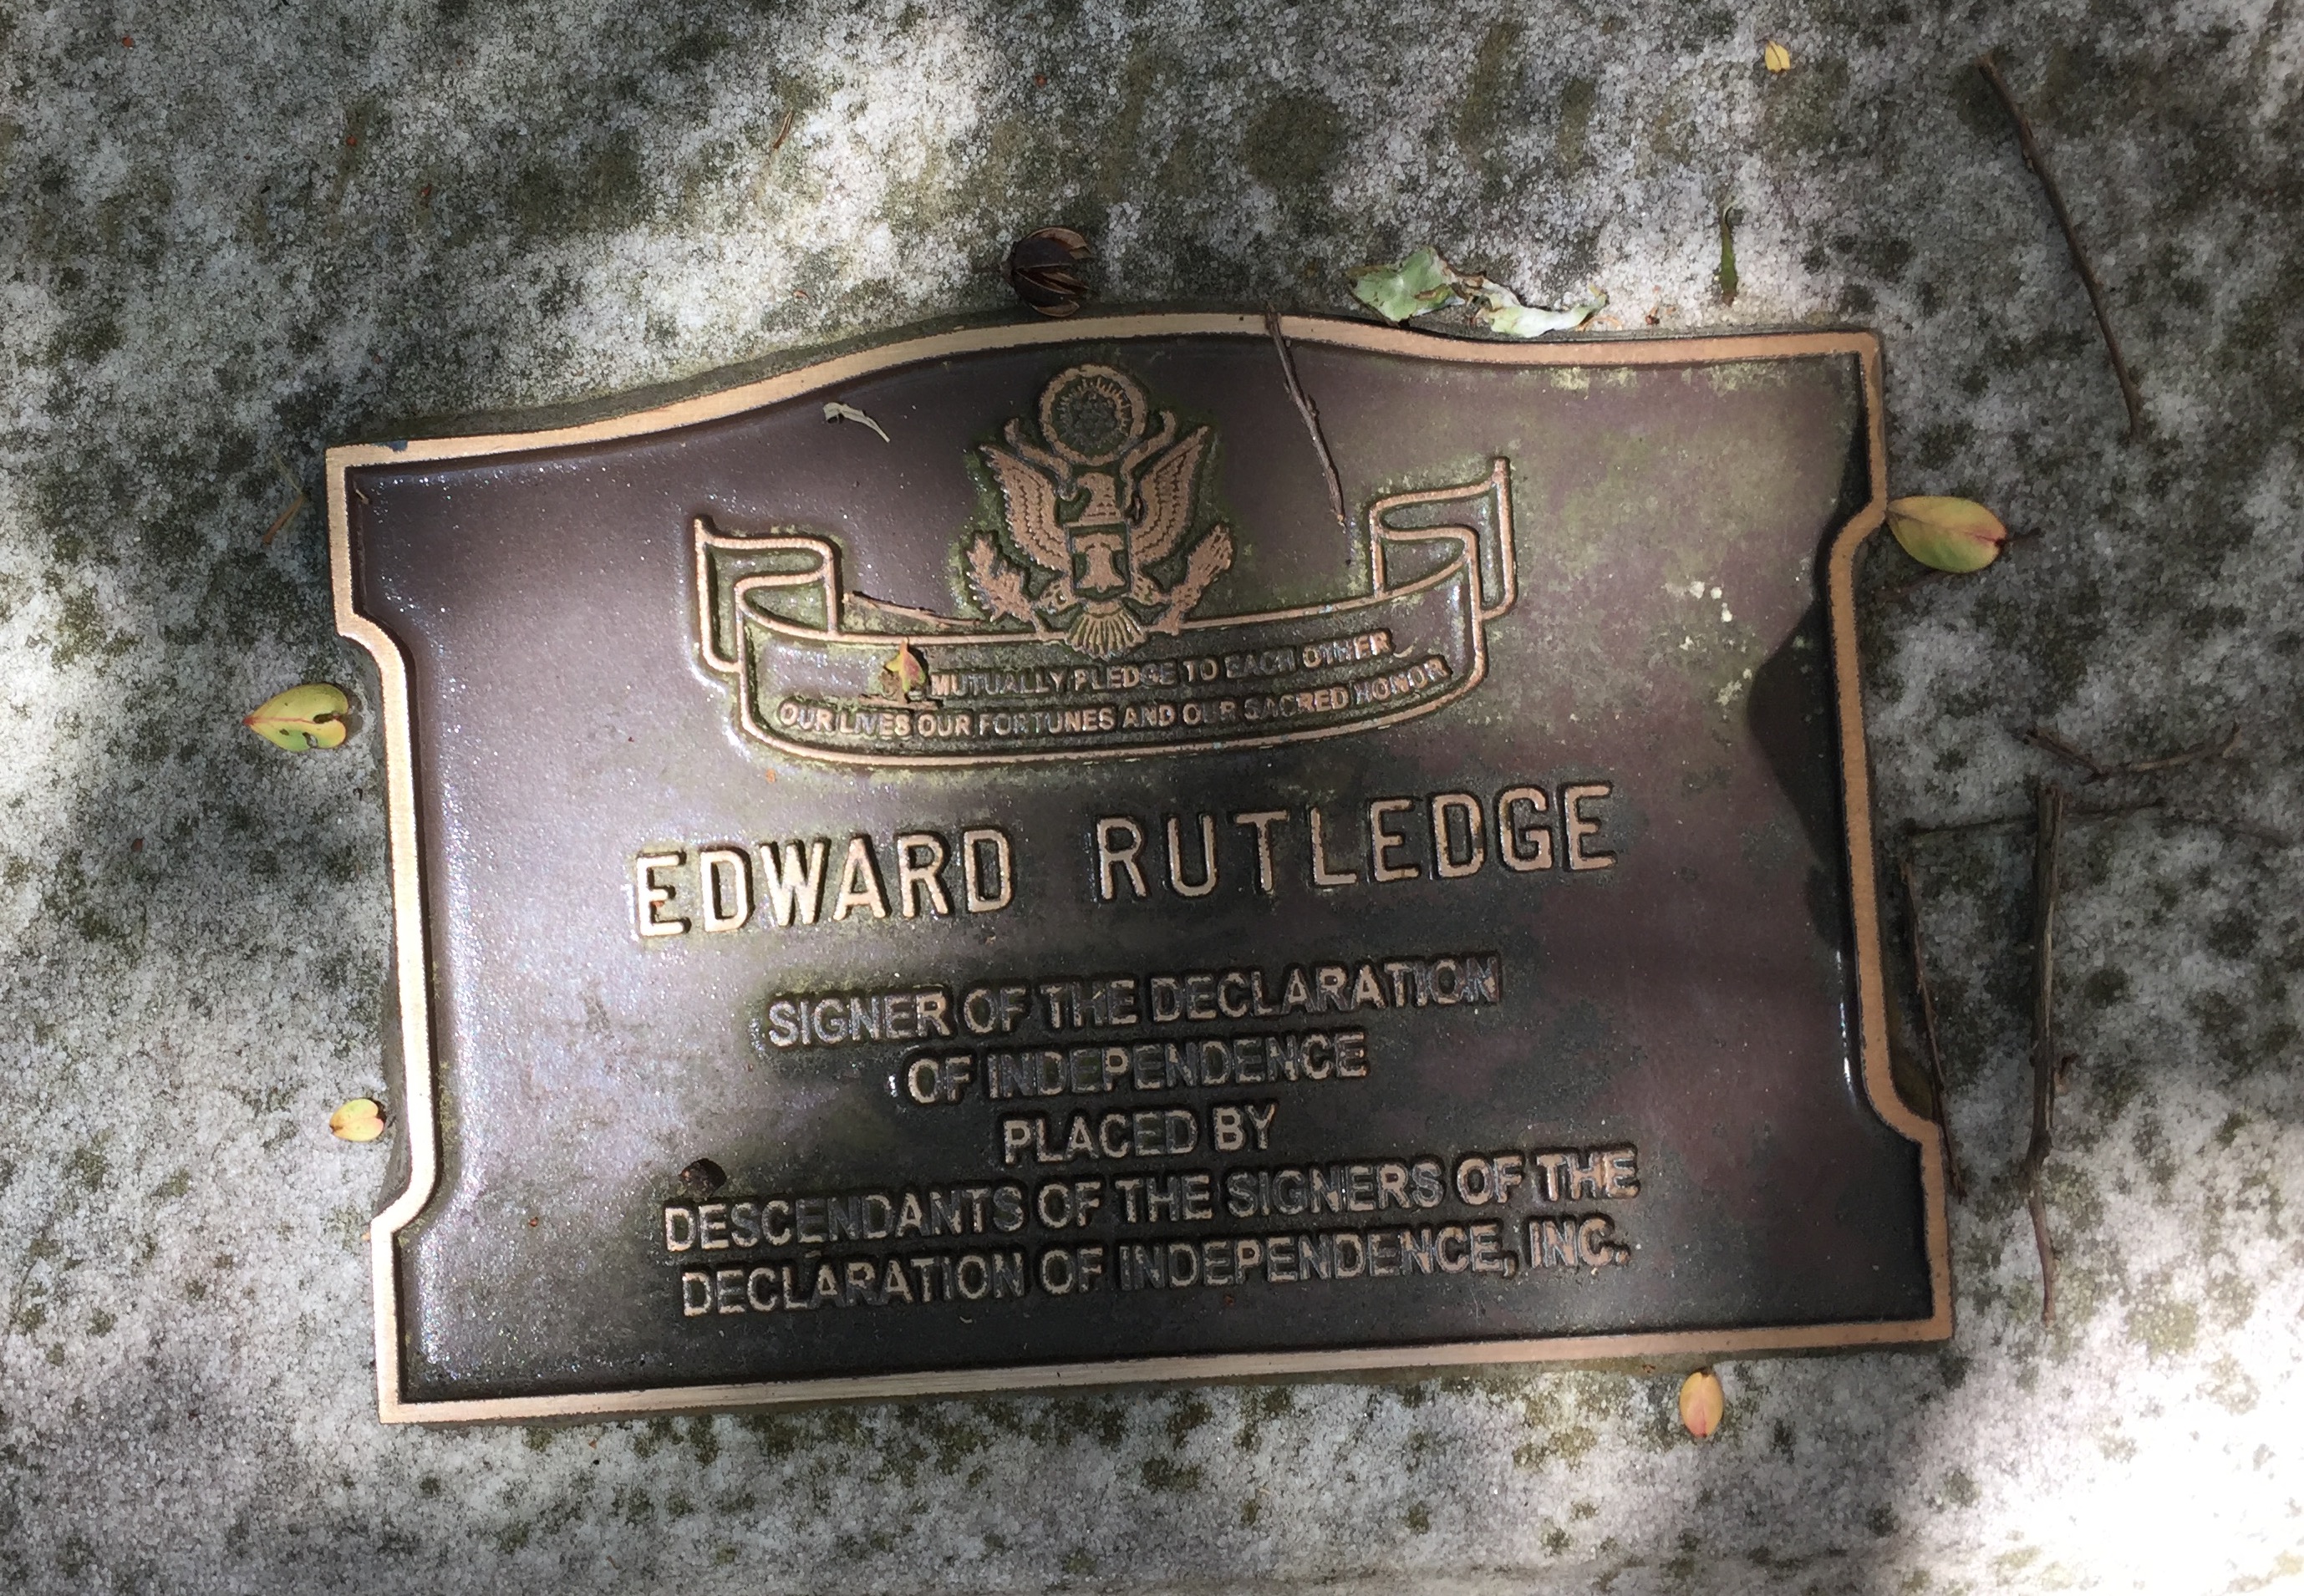 MUTUALLY PLEDGE TO EACH OTHER
OUR LIVES OUR FORTUNES AND OUR SACRED HONOR
EDWARD RUTLEDGE
SIGNER OF THE DECLARATION
OF INDEPENDENCE
PLACED BY
DESCENDANTS OF THE SIGNERS OF THE
DECLARATION OF INDEPENDENCE, INC.